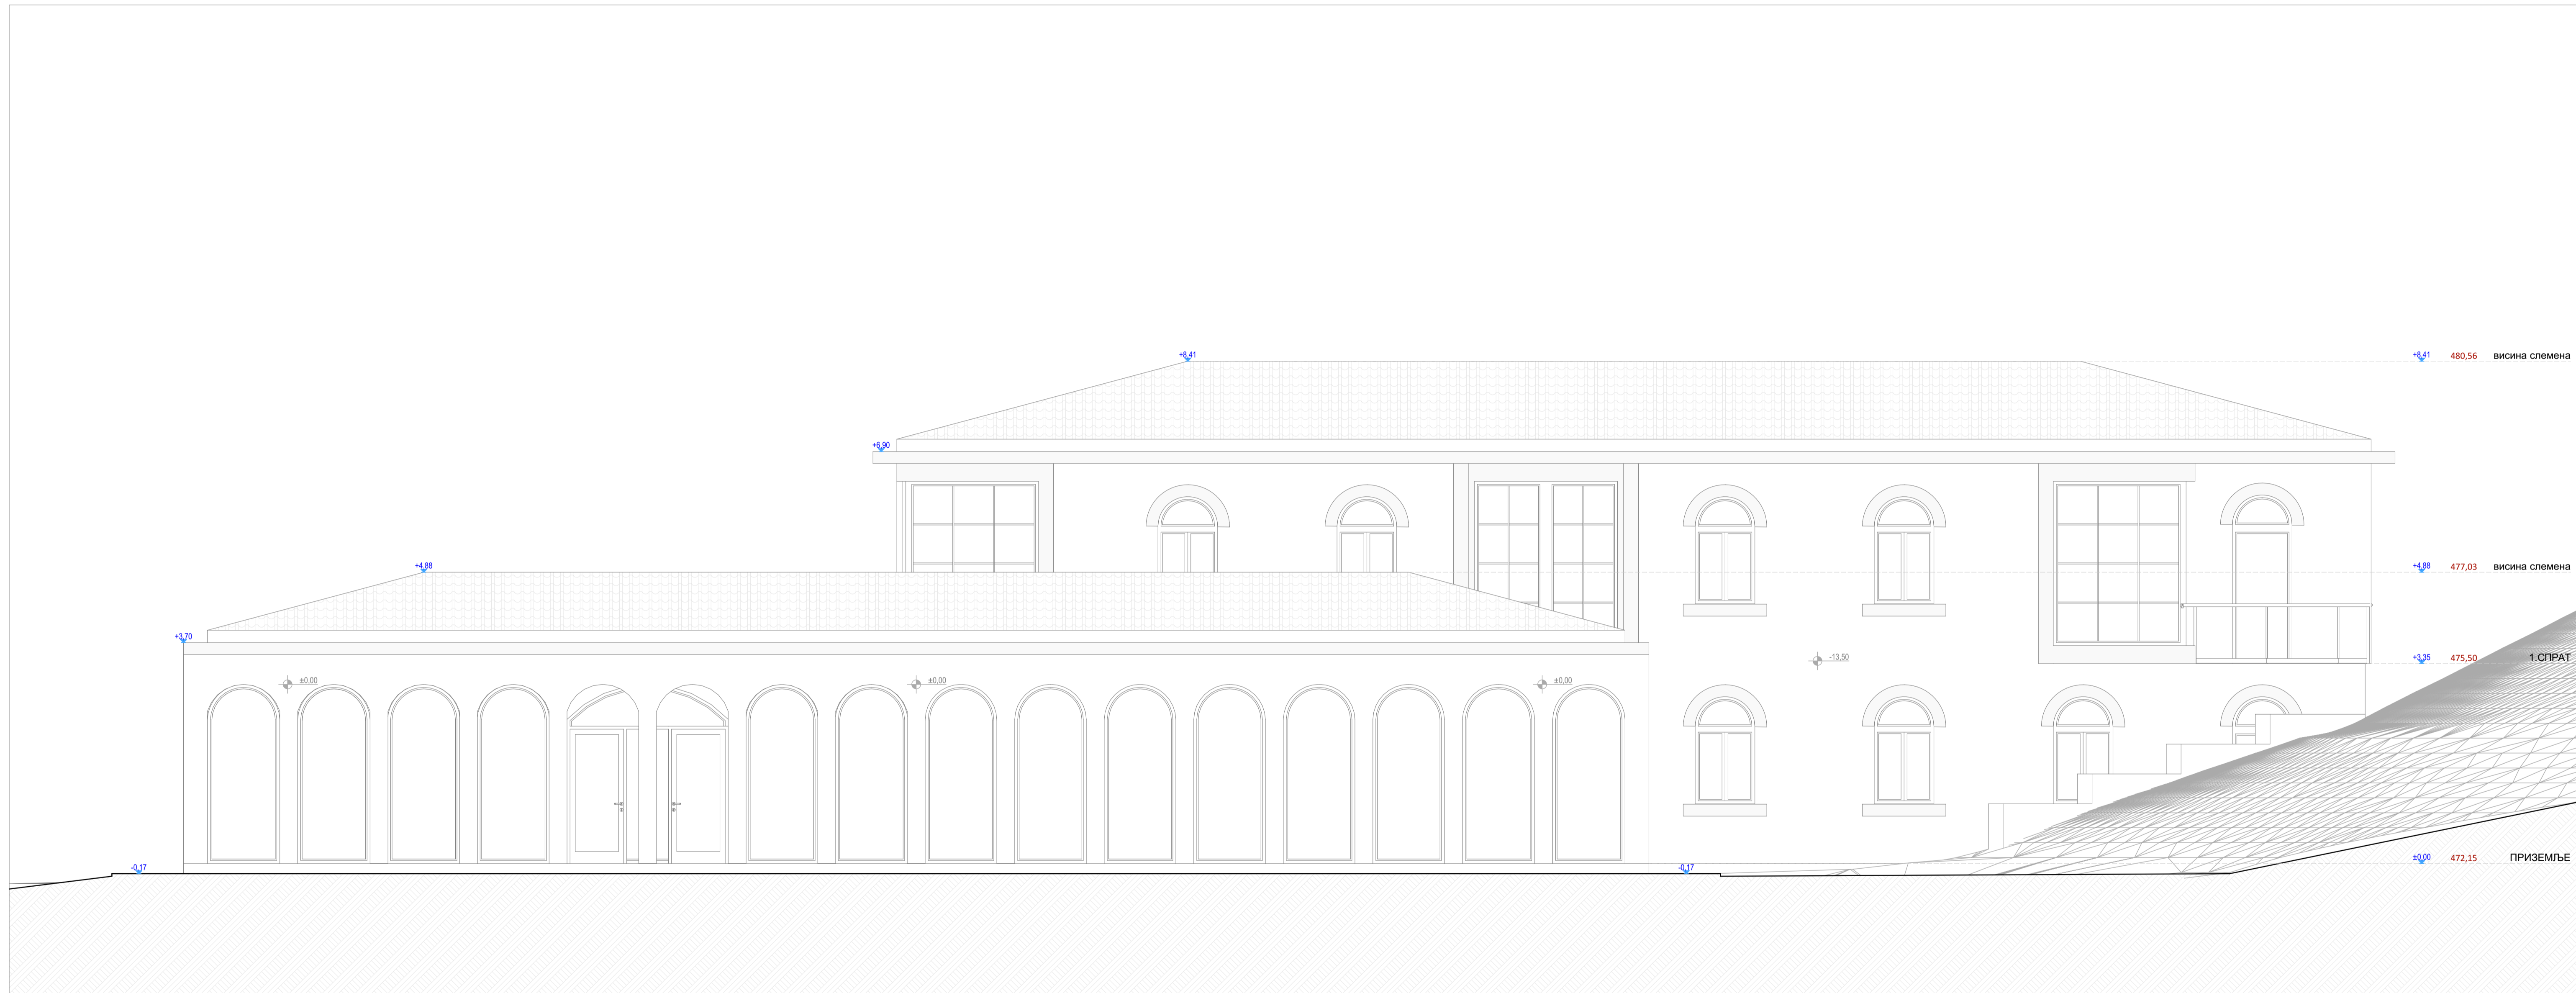 +8,41
+8,41 480,56 висина слемена
+6,90
+4,88
+4,88 477,03 висина слемена
+3,70
-13,50
+3,35 475,50 1.СПРАТ
±0,00
±0,00
±0,00
-0,17
-0,17
±0,00 472,15 ПРИЗЕМЉЕ